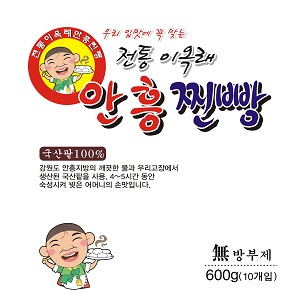 우리 입맛에 꼭 맞는
전통이옥래안흥찐빵
전통 이옥래
안흥 찐빵
국산팥100%
강원도 안흥지방의 깨끗한 물과 우리고장에서
생산된 국산팥을 사용, 4~5시간 동안
숙성시켜 빚은 어머니의 손맛입니다.
無 방부제
600g(10개입)